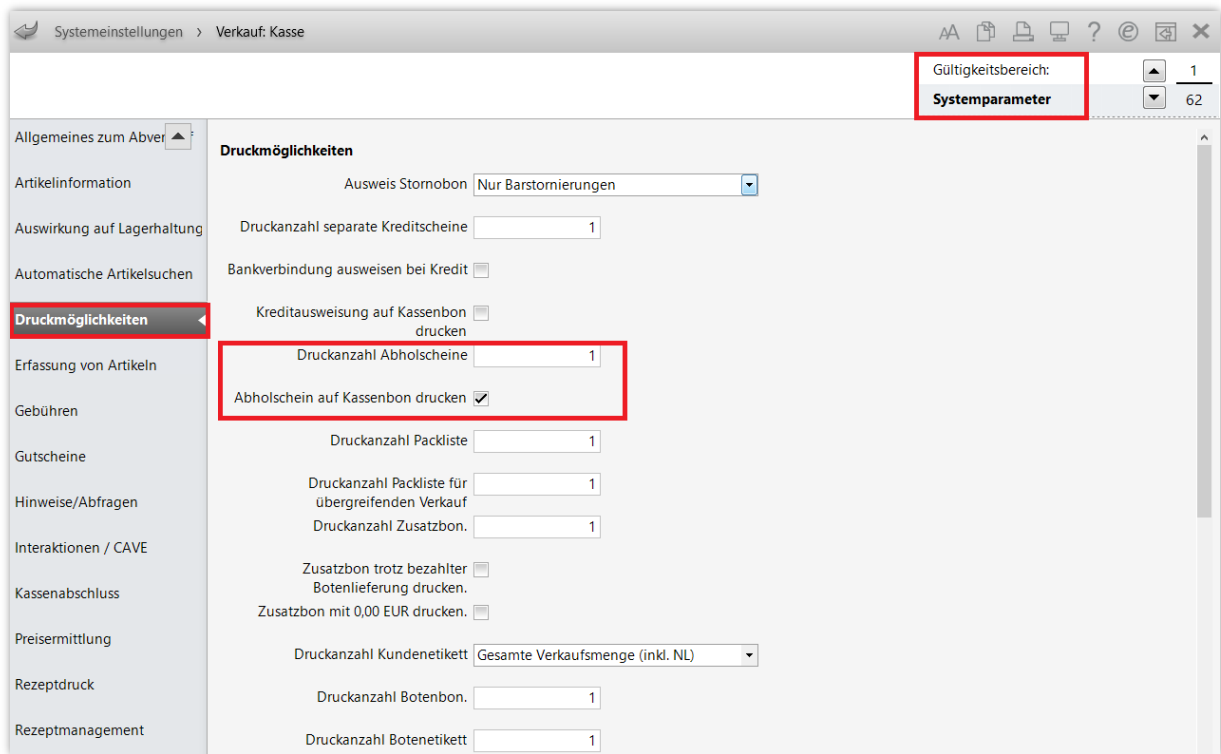 Systemeinstellungen > Verkauf: Kasse
Gültigkeitsbereich:
1
Systemparameter
62
Allgemeines zum
Artikelinformation
Auswirkung auf Lagerhaltung
Automatische Artikelsuchen
Druckmöglichkeiten
Erfassung von Artikeln
Gebühren
Gutscheine
Hinweise/Abfragen
Interaktionen / CAVE
Kassenabschluss
Preisermittlung
Rezeptdruck
Rezeptmanagement
Druckmöglichkeiten
Ausweis Stornobon Nur Barstornierungen
Druckanzahl separate Kreditscheine 1
Bankverbindung ausweisen bei Kredit
Kreditausweisung auf Kassenbon
drucken
Druckanzahl Abholscheine 1
Abholschein auf Kassenbon drucken
Druckanzahl Packliste 1
Druckanzahl Packliste für 1
übergreifenden Verkauf
Druckanzahl Zusatzbon. 1
Zusatzbon trotz bezahlter
Botenlieferung drucken.
Zusatzbon mit 0,00 EUR drucken.
Druckanzahl Kundenetikett Gesamte Verkaufsmenge (inkl. NL)
Druckanzahl Botenbon. 1
Druckanzahl Botenetikett 1